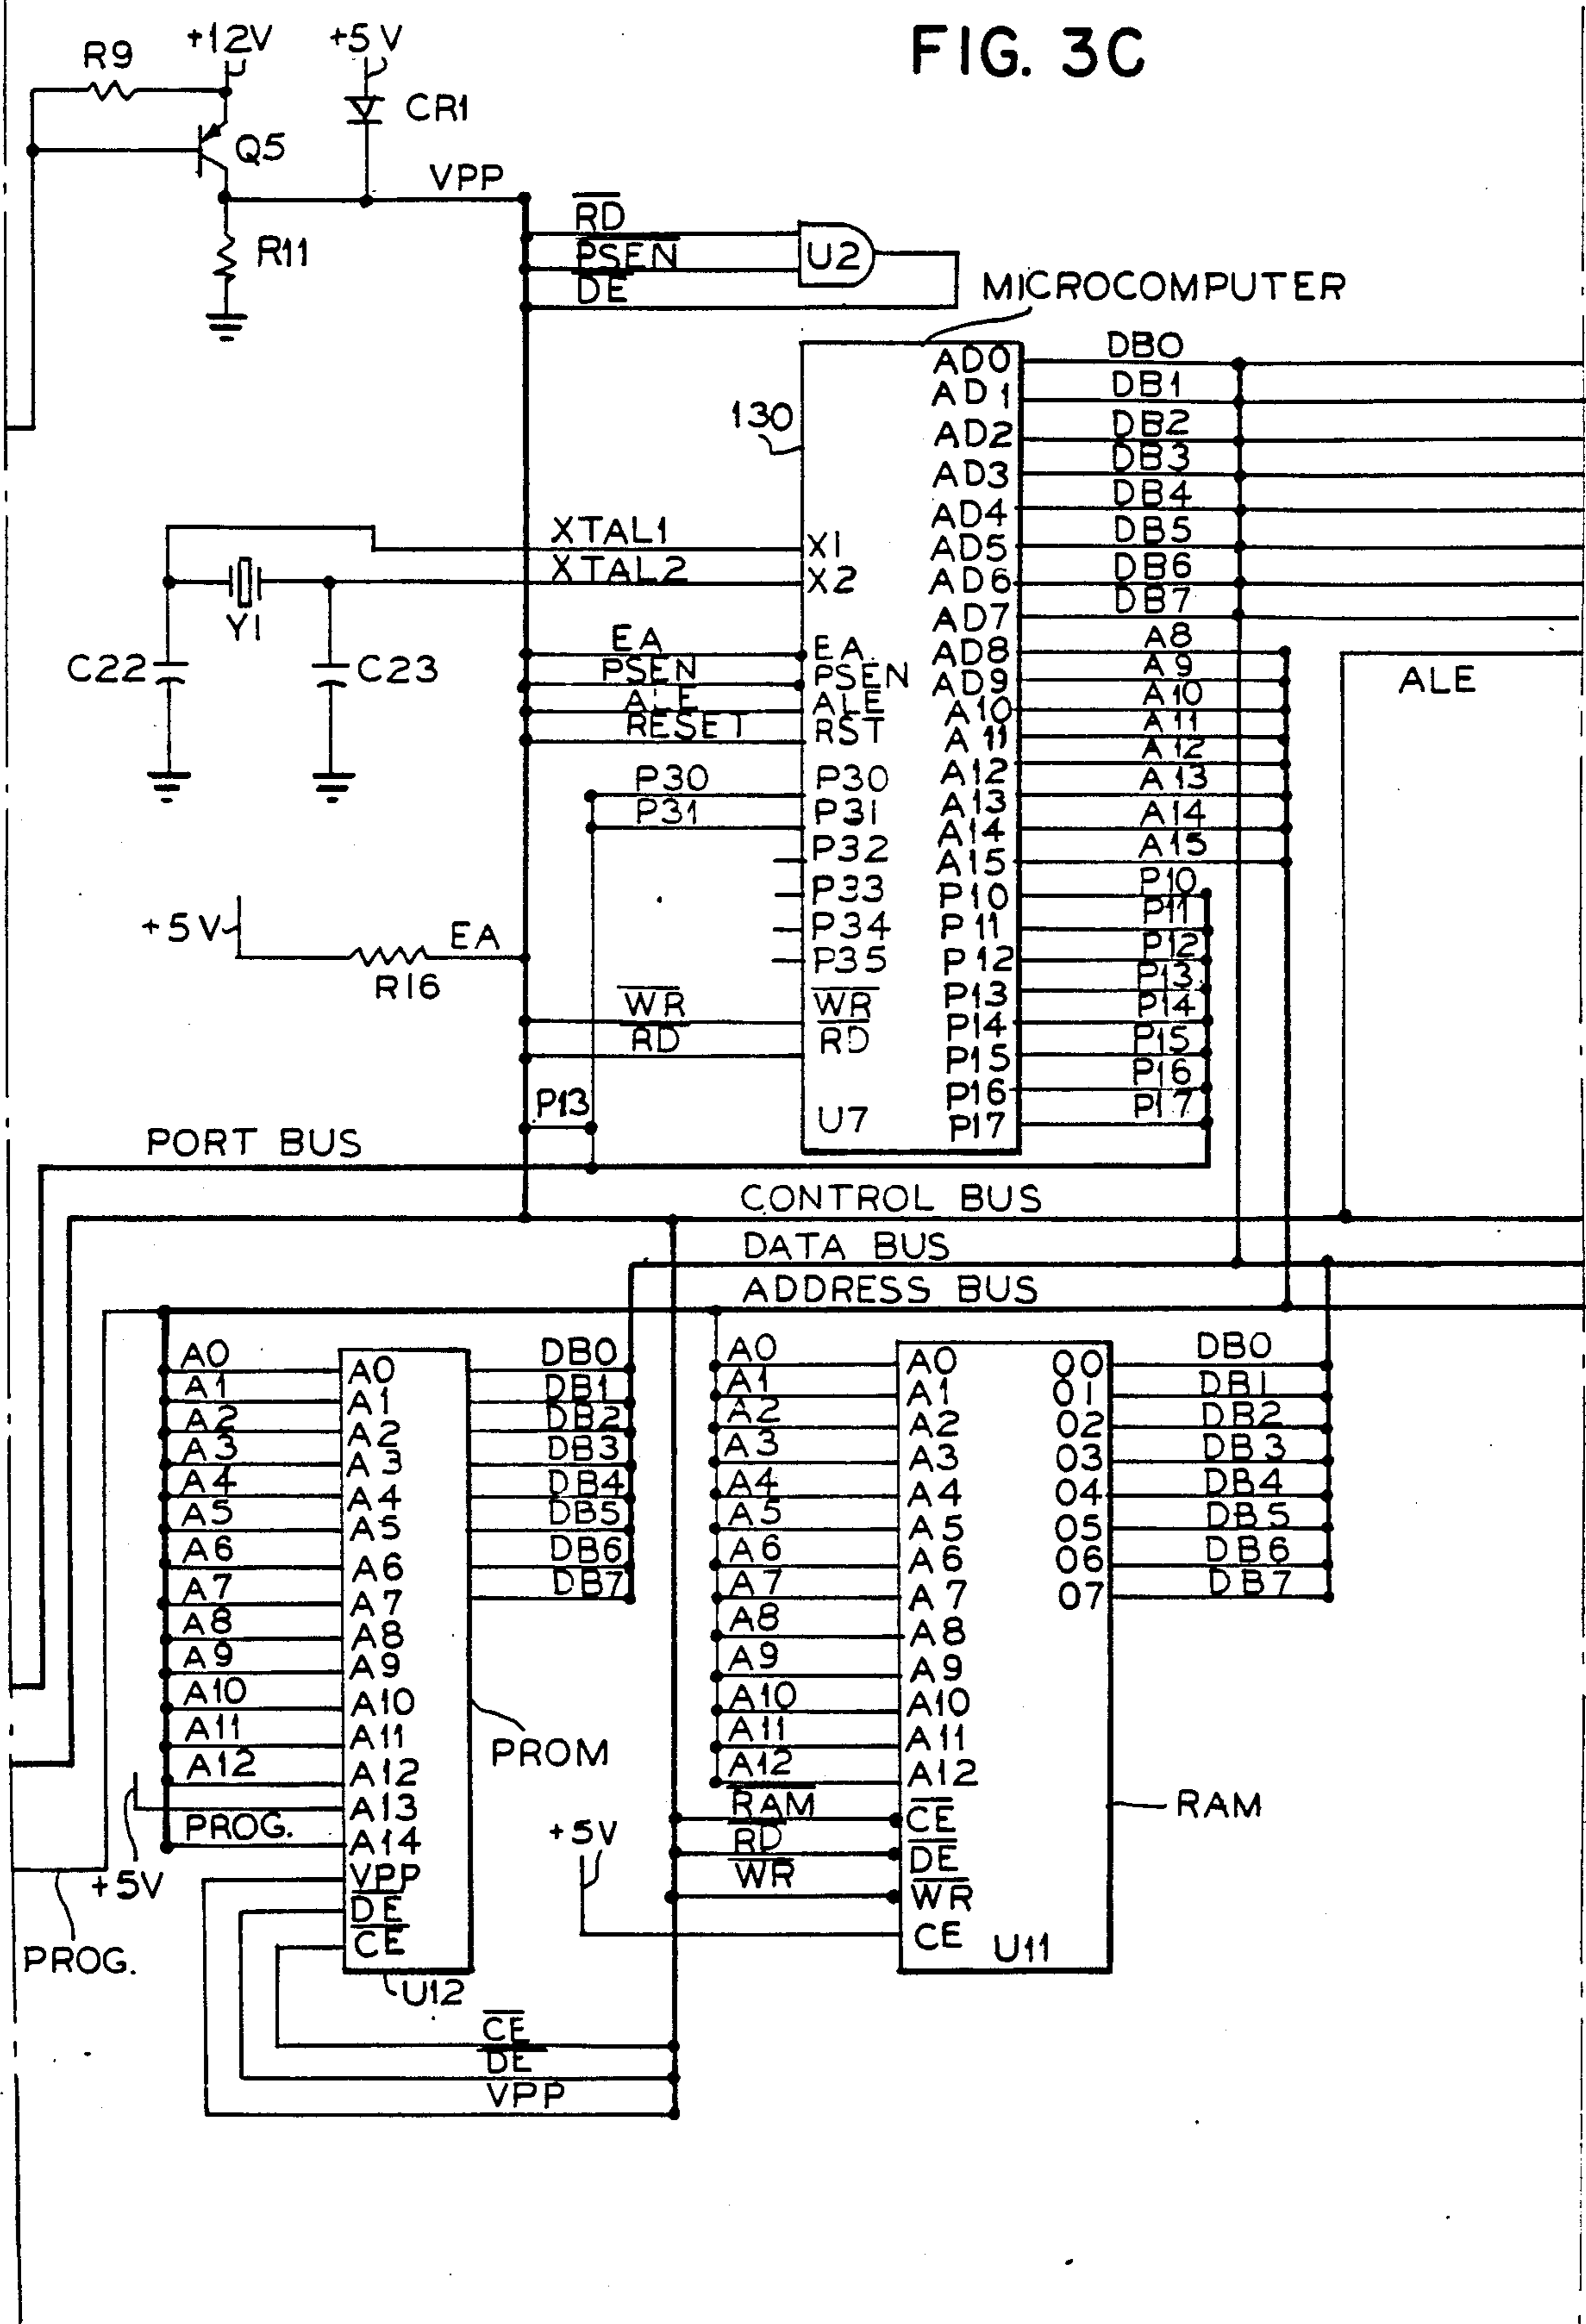 FIG. 3C
R9
+12V
+5V
CR1
Q5
VPP
R11
RD
PSEN
DE
U2
MICROCOMPUTER
130
XTAL1
XTAL2
X1
X2
Y1
C22
C23
EA
PSEN
ALE
RESET
EA
PSEN
ALE
RST
P30
P31
P30
P31
P32
P33
P34
P35
+5V
EA
R16
WR
RD
WR
RD
P13
U7
AD0
AD1
AD2
AD3
AD4
AD5
AD6
AD7
AD8
AD9
A10
A11
A12
A13
A14
A15
P10
P11
P12
P13
P14
P15
P16
P17
DB0
DB1
DB2
DB3
DB4
DB5
DB6
DB7
A8
A9
A10
A11
A12
A13
A14
A15
P10
P11
P12
P13
P14
P15
P16
P17
ALE
PORT BUS
CONTROL BUS
DATA BUS
ADDRESS BUS
A0
A1
A2
A3
A4
A5
A6
A7
A8
A9
A10
A11
A12
PROG.
+5V
PROG.
A0
A1
A2
A3
A4
A5
A6
A7
A8
A9
A10
A11
A12
A13
A14
VPP
DE
CE
U12
DB0
DB1
DB2
DB3
DB4
DB5
DB6
DB7
PROM
CE
DE
VPP
A0
A1
A2
A3
A4
A5
A6
A7
A8
A9
A10
A11
A12
RAM
RD
WR
+5V
A0
A1
A2
A3
A4
A5
A6
A7
A8
A9
A10
A11
A12
CE
DE
WR
CE
U11
00
01
02
03
04
05
06
07
DB0
DB1
DB2
DB3
DB4
DB5
DB6
DB7
RAM